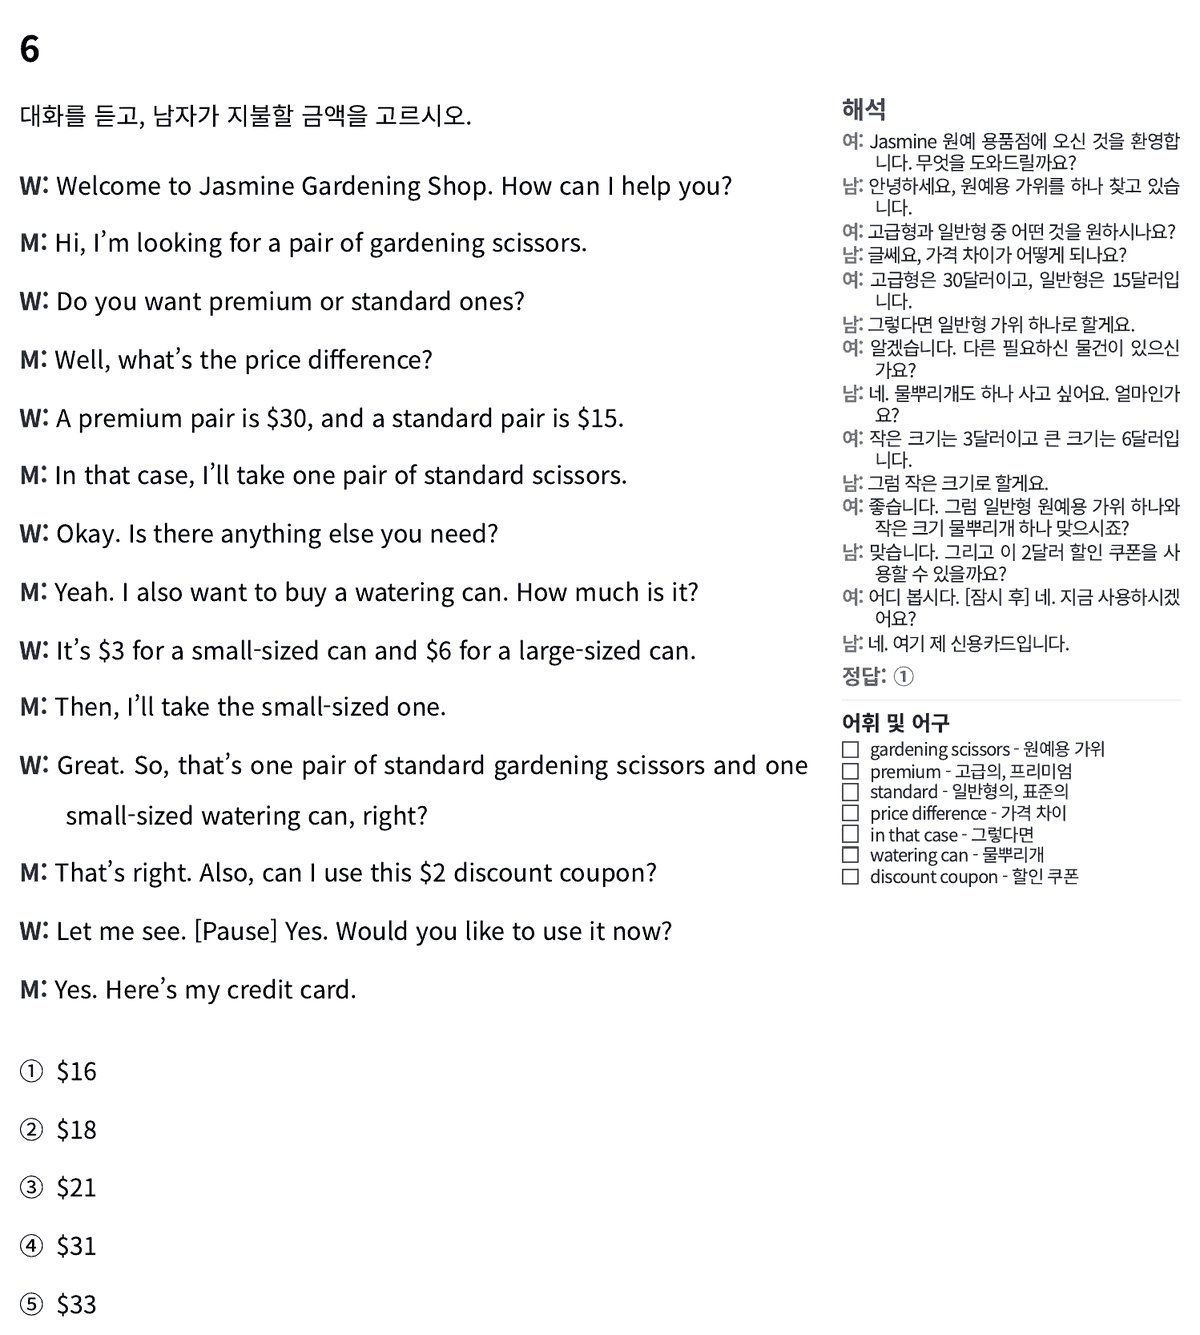 6
대화를 듣고, 남자가 지불할 금액을 고르시오.
W: Welcome to Jasmine Gardening Shop. How can I help you?
M: Hi, I’m looking for a pair of gardening scissors.
W: Do you want premium or standard ones?
M: Well, what’s the price difference?
W: A premium pair is $30, and a standard pair is $15.
M: In that case, I’ll take one pair of standard scissors.
W: Okay. Is there anything else you need?
M: Yeah. I also want to buy a watering can. How much is it?
W: It’s $3 for a small-sized can and $6 for a large-sized can.
M: Then, I’ll take the small-sized one.
W: Great. So, that’s one pair of standard gardening scissors and one
small-sized watering can, right?
M: That’s right. Also, can I use this $2 discount coupon?
W: Let me see. [Pause] Yes. Would you like to use it now?
M: Yes. Here’s my credit card.
① $16
② $18
③ $21
④ $31
⑤ $33
해석
여: Jasmine 원예 용품점에 오신 것을 환영합
니다. 무엇을 도와드릴까요?
남: 안녕하세요, 원예용 가위를 하나 찾고 있습
니다.
여: 고급형과 일반형 중 어떤 것을 원하시나요?
남: 글쎄요, 가격 차이가 어떻게 되나요?
여: 고급형은 30달러이고, 일반형은 15달러입
니다.
남: 그렇다면 일반형 가위 하나로 할게요.
여: 알겠습니다. 다른 필요하신 물건이 있으신
가요?
남: 네. 물뿌리개도 하나 사고 싶어요. 얼마인가
요?
여: 작은 크기는 3달러이고 큰 크기는 6달러입
니다.
남: 그럼 작은 크기로 할게요.
여: 좋습니다. 그럼 일반형 원예용 가위 하나와
작은 크기 물뿌리개 하나 맞으시죠?
남: 맞습니다. 그리고 이 2달러 할인 쿠폰을 사
용할 수 있을까요?
여: 어디 봅시다. [잠시 후] 네. 지금 사용하시겠
어요?
남: 네. 여기 제 신용카드입니다.
정답: ①
어휘 및 어구
□ gardening scissors - 원예용 가위
□ premium - 고급의, 프리미엄
□ standard - 일반형의, 표준의
□ price difference - 가격 차이
□ in that case - 그렇다면
□ watering can - 물뿌리개
□ discount coupon - 할인 쿠폰